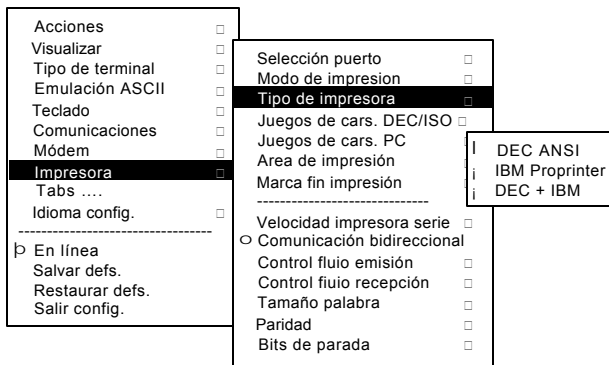 Acciones
Visualizar
Tipo de terminal
Emulación ASCII
Teclado
Comunicaciones
Módem
Impresora
Tabs ....
Idioma config.
----------------------------------
En línea
Salvar defs.
Restaurar defs.
Salir config.
Selección puerto
Modo de impresion
Tipo de impresora
Juegos de cars. DEC/ISO
Juegos de cars. PC
Area de impresión
Marca fin impresión
------------------------------
Velocidad impresora serie
Comunicación bidireccional
Control fluio emisión
Control fiuio recepción
Tamaño palabra
Paridad
Bits de parada
DEC ANSI
IBM Proprinter
DEC + IBM